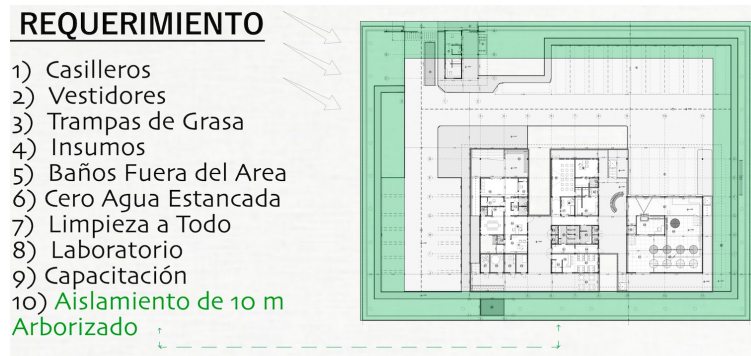 REQUERIMIENTO
1) Casilleros
2) Vestidores
3) Trampas de Grasa
4) Insumos
5) Baños Fuera del Area
6) Cero Agua Estancada
7) Limpieza a Todo
8) Laboratorio
9) Capacitación
10) Aislamiento de 10 m
Arborizado